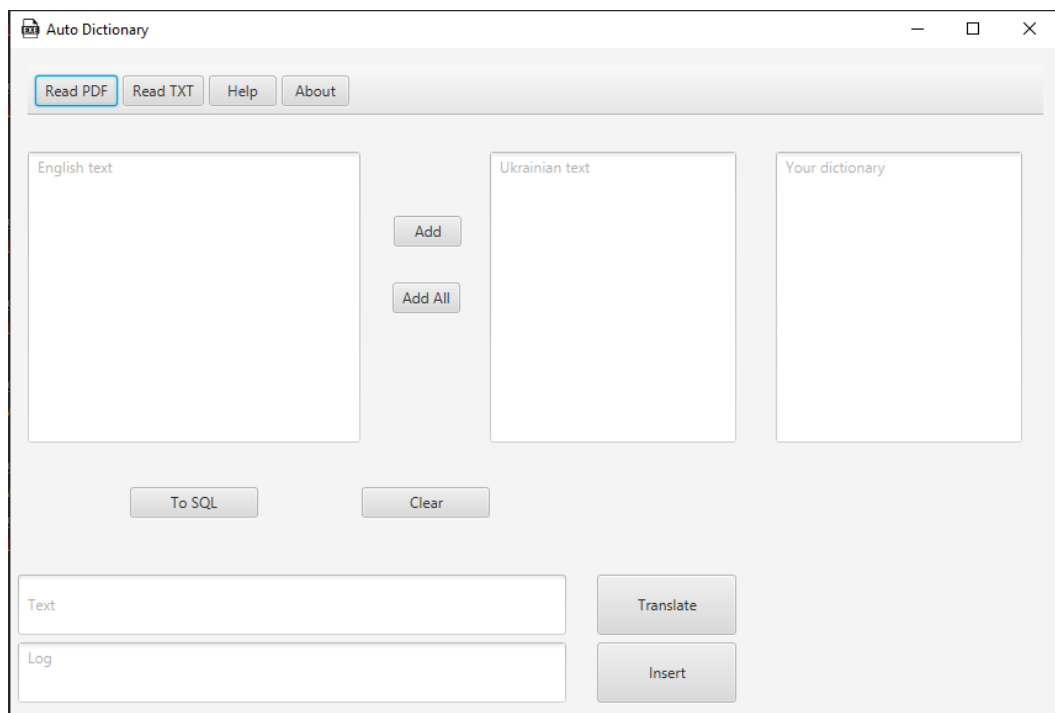 Auto Dictionary
Read PDF Read TXT Help About
English text Ukrainian text Your dictionary
Add
Add All
To SQL Clear
Text Translate
Log
Insert